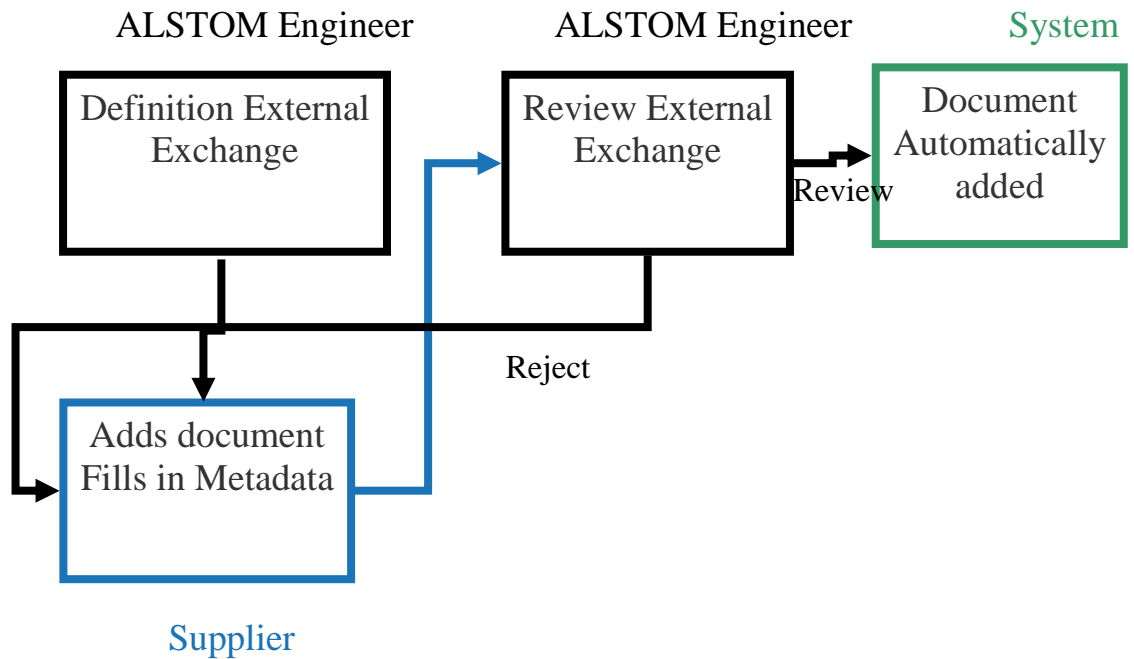 ALSTOM Engineer
ALSTOM Engineer
System
Definition External
Exchange
Review External
Exchange
Document
Automatically
added
Review
Reject
Adds document
Fills in Metadata
Supplier